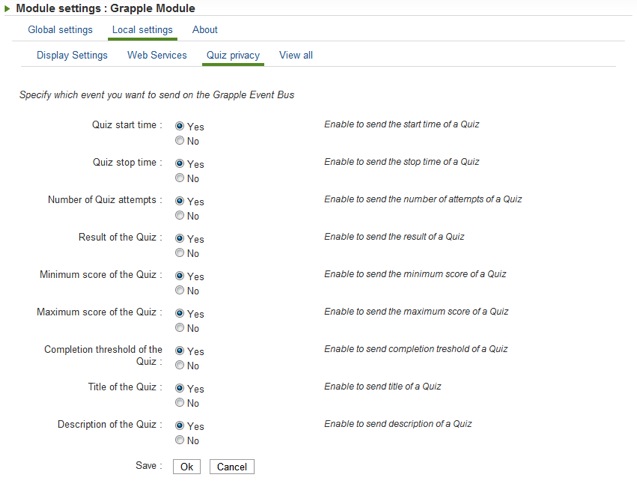 Module settings : Grapple Module
Global settings Local settings About
Display Settings Web Services Quiz privacy View all
Specify which event you want to send on the Grapple Event Bus
Quiz start time : Yes Enable to send the start time of a Quiz
No
Quiz stop time : Yes Enable to send the stop time of a Quiz
No
Number of Quiz attempts : Yes Enable to send the number of attempts of a Quiz
No
Result of the Quiz : Yes Enable to send the result of a Quiz
No
Minimum score of the Quiz : Yes Enable to send the minimum score of a Quiz
No
Maximum score of the Quiz : Yes Enable to send the maximum score of a Quiz
No
Completion threshold of the Yes Enable to send completion treshold of a Quiz
Quiz : No
Title of the Quiz : Yes Enable to send title of a Quiz
No
Description of the Quiz : Yes Enable to send description of a Quiz
No
Save : Ok Cancel